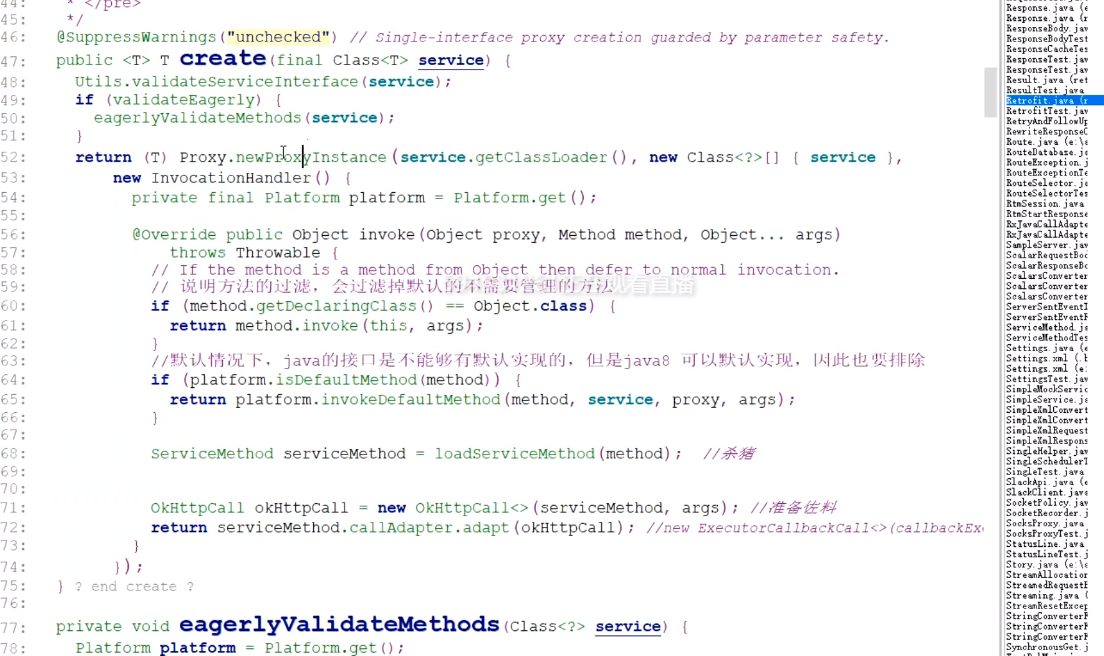 44: * </pre>
45: */
46: @SuppressWarnings("unchecked") // Single-interface proxy creation guarded by parameter safety.
47: public <T> T create(final Class<T> service) {
48: Utils.validateServiceInterface(service);
49: if (validateEagerly) {
50: eagerlyValidateMethods(service);
51: }
52: return (T) Proxy.newProxyInstance(service.getClassLoader(), new Class<?>[] { service },
53: new InvocationHandler() {
54: private final Platform platform = Platform.get();
55:
56: @Override public Object invoke(Object proxy, Method method, Object... args)
57: throws Throwable {
58: // If the method is a method from Object then defer to normal invocation.
59: // 说明方法的过滤，会过滤掉默认的不需要管理的方法
观看直播
60: if (method.getDeclaringClass() == Object.class) {
61: return method.invoke(this, args);
62: }
63: //默认情况下，java的接口是不能够有默认实现的，但是java8 可以默认实现，因此也要排除
64: if (platform.isDefaultMethod(method)) {
65: return platform.invokeDefaultMethod(method, service, proxy, args);
66: }
67:
68: ServiceMethod serviceMethod = loadServiceMethod(method); //杀猪
69:
70:
71: OkHttpCall okHttpCall = new OkHttpCall<>(serviceMethod, args); //准备佐料
72: return serviceMethod.callAdapter.adapt(okHttpCall); //new ExecutorCallbackCall<>(callbackEx
73: }
74: });
75: } ? end create ?
76:
77: private void eagerlyValidateMethods(Class<?> service) {
78: Platform platform = Platform.get();
Response.java (e
Response.java (r
ResponseBody.jav
ResponseBodyTest
ResponseCacheTes
ResponseTest.jav
Result.java (ret
ResultTest.java
Retrofit.java (r
RetrofitTest.jav
RetryAndFollowUp
RewriteResponseC
Route.java (e:\a
RouteDatabase.ja
RouteException.j
RouteExceptionTe
RouteSelector.ja
RouteSelectorTes
RtmSession.java
RtmStartResponse
RxJavaCallAdapte
RxJavaCallAdapte
SampleServer.jav
ScalarRequestBod
ScalarResponseBo
ScalarsConverter
ScalarsConverter
ScalarsConverter
ServerSentEventI
ServerSentEventR
ServiceMethod.ja
ServiceMethodTes
Settings.java (e
Settings.xml (.b
Settings.xml (e:
SettingsTest.jav
SimpleMockServic
SimpleService.ja
SimpleXmlConvert
SimpleXmlConvert
SimpleXmlRequest
SimpleXmlRespons
SingleHelper.jav
SingleSchedulerT
SingleTest.java
SlackApi.java (e
SlackClient.java
SocketPolicy.jav
SocketRecorder.j
SocksProxy.java
SocksProxyTest.j
StatusLine.java
StatusLineTest.j
Story.java (e:\a
StreamAllocation
StreamedRequestB
Streaming.java (
StreamResetExcep
StringConverterF
StringConverterF
StringConverterF
SynchronousGet.j